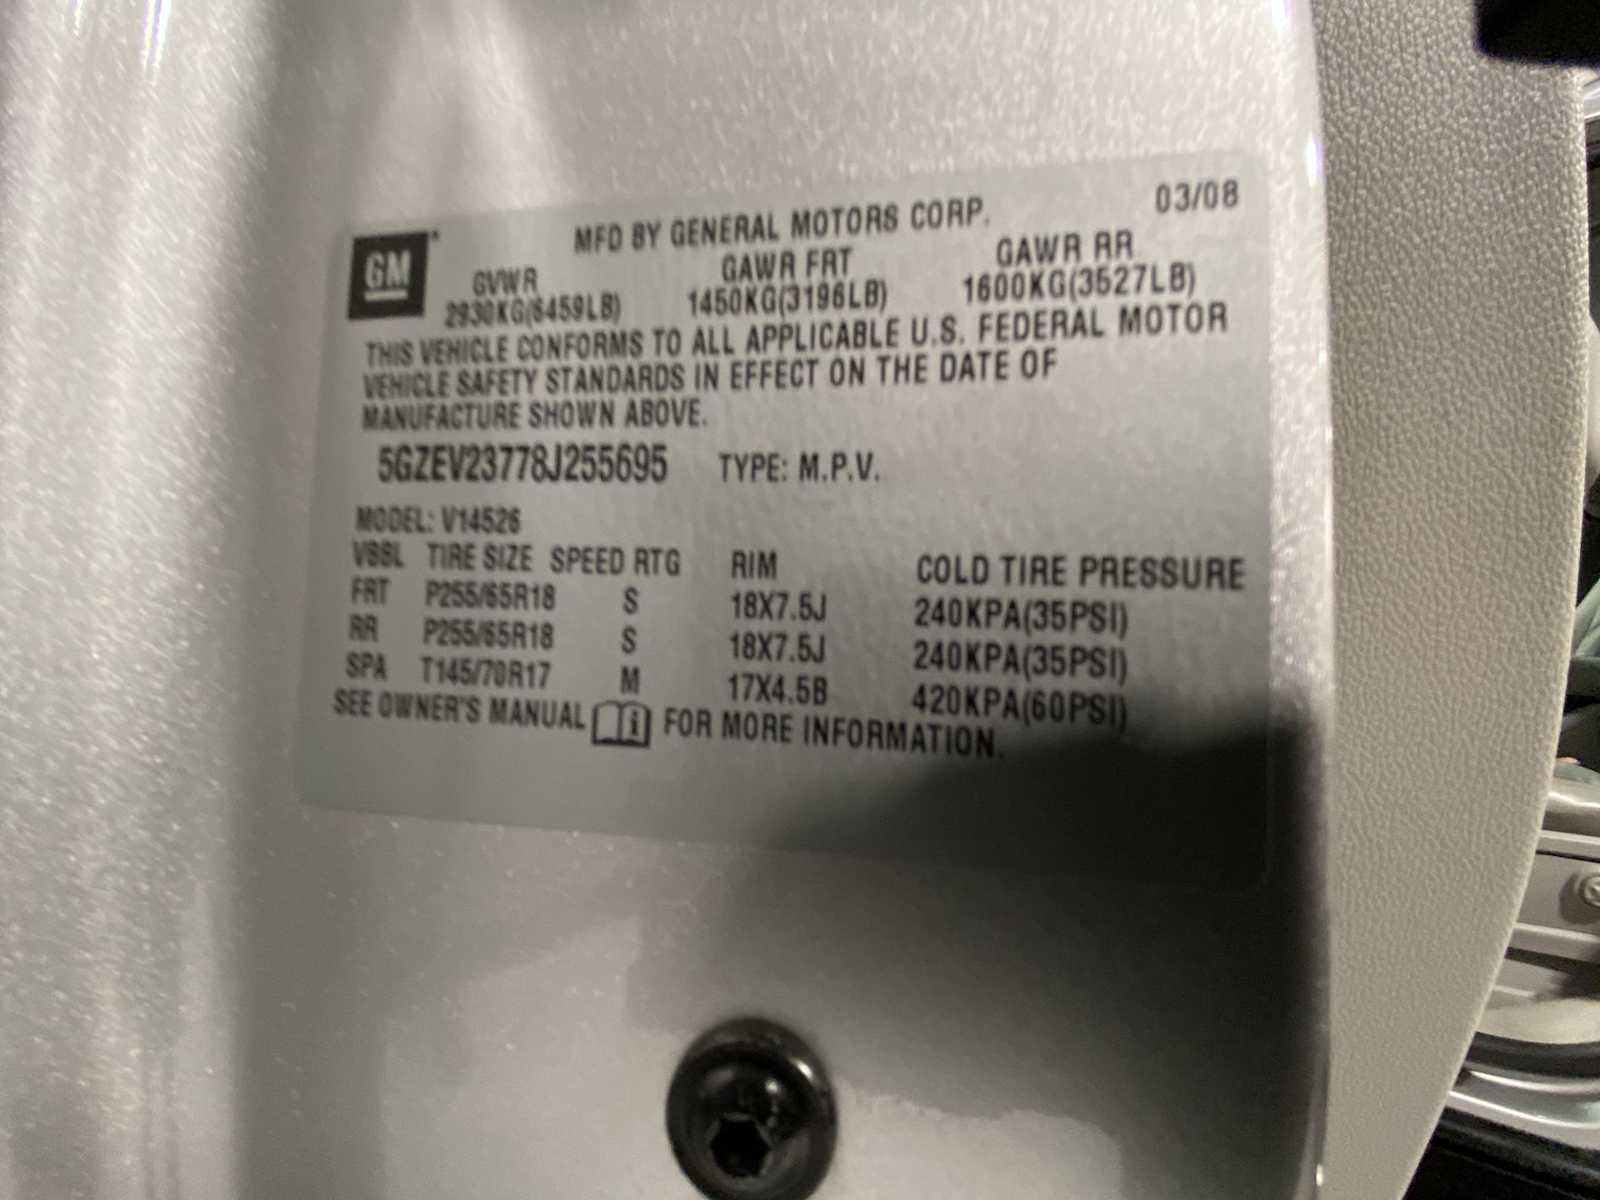 GM
MFD BY GENERAL MOTORS CORP. 03/08
GVWR GAWR FRT GAWR RR
2930KG(6459LB) 1450KG(3196LB) 1600KG(3527LB)
THIS VEHICLE CONFORMS TO ALL APPLICABLE U.S. FEDERAL MOTOR
VEHICLE SAFETY STANDARDS IN EFFECT ON THE DATE OF
MANUFACTURE SHOWN ABOVE.
5GZEV23778J255695 TYPE: M.P.V.
MODEL: V14526
VBBL TIRE SIZE SPEED RTG RIM COLD TIRE PRESSURE
FRT P255/65R18 S 18X7.5J 240KPA(35PSI)
RR P255/65R18 S 18X7.5J 240KPA(35PSI)
SPA T145/70R17 M 17X4.5B 420KPA(60PSI)
SEE OWNER'S MANUAL i FOR MORE INFORMATION.